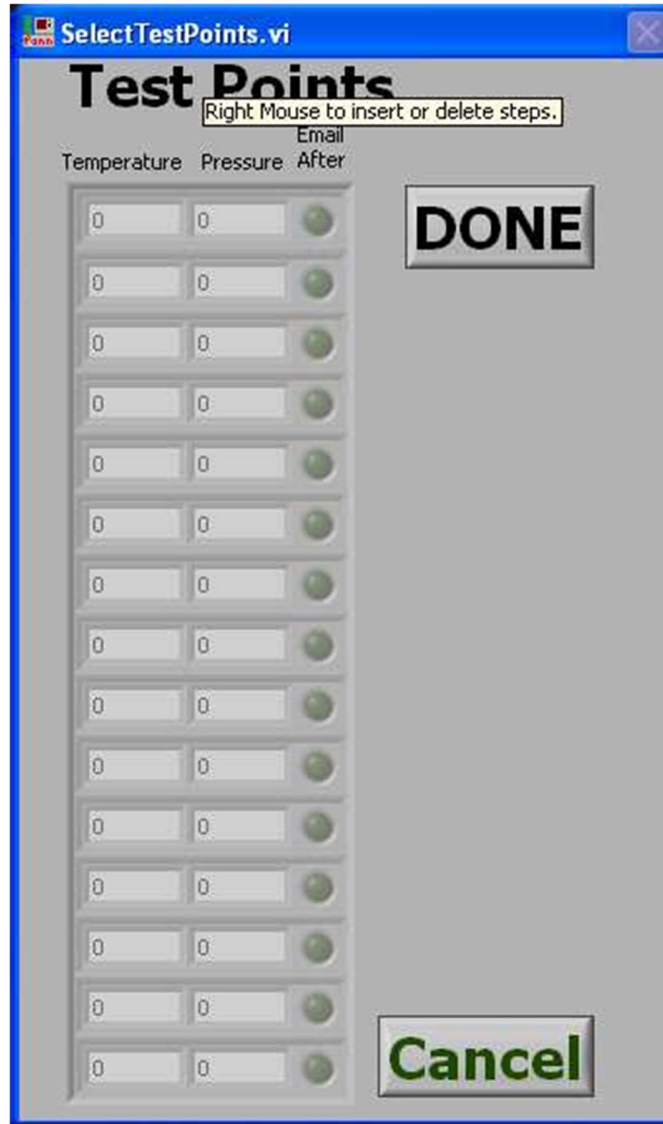 SelectTestPoints.vi
Test Points
Right Mouse to insert or delete steps.
Email
Temperature Pressure After
0 0
DONE
0 0
0 0
0 0
0 0
0 0
0 0
0 0
0 0
0 0
0 0
0 0
0 0
0 0
0 0
Cancel